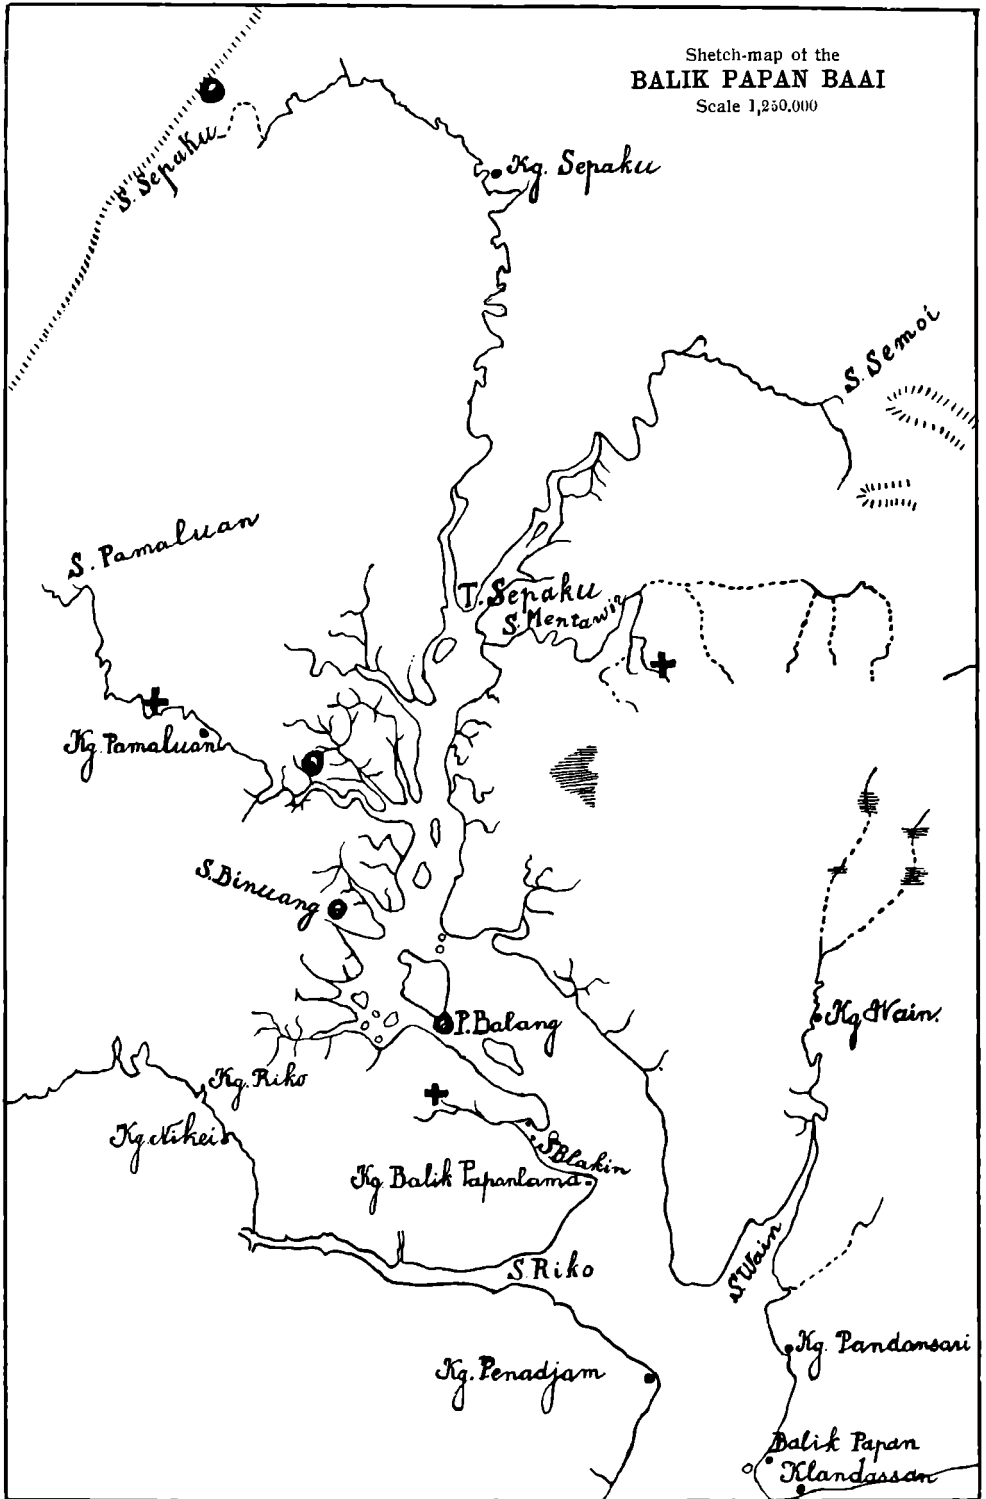 Shetch-map of the
BALIK PAPAN BAAI
Scale 1,250.000
S. Sepaku
Kg. Sepaku
S. Semoi
S. Pamaluan
T. Sepaku
S. Mentawir
Kg. Pamaluan
S. Binuang
P. Balang
Kg Wain.
Kg. Riko
Kg. Nikei
S Blakin
Kg Balik Papanlama
S. Riko
S. Wain
Kg. Pandansari
Kg. Penadjam
Balik Papan
Klandassan